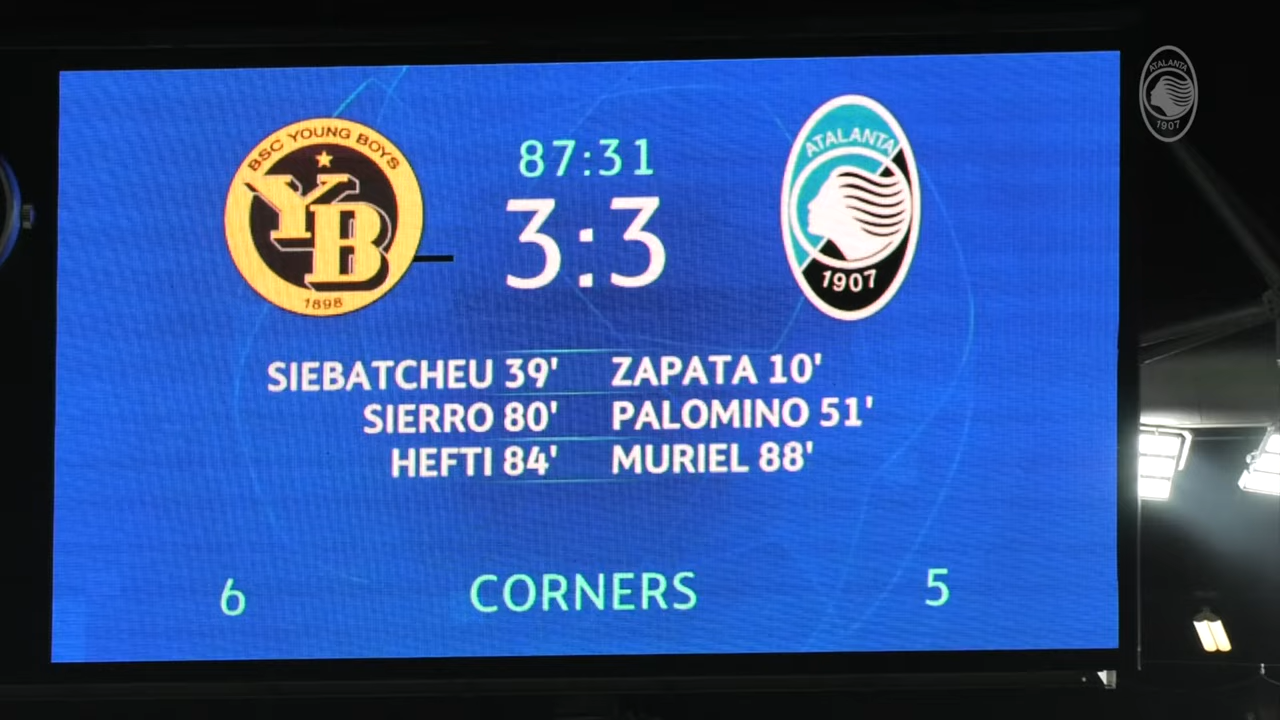 BSC YOUNG BOYS
YB
1898
87:31
3:3
ATALANTA
1907
ATALANTA
1907
SIEBATCHEU 39' ZAPATA 10'
SIERRO 80' PALOMINO 51'
HEFTI 84' MURIEL 88'
6 CORNERS 5